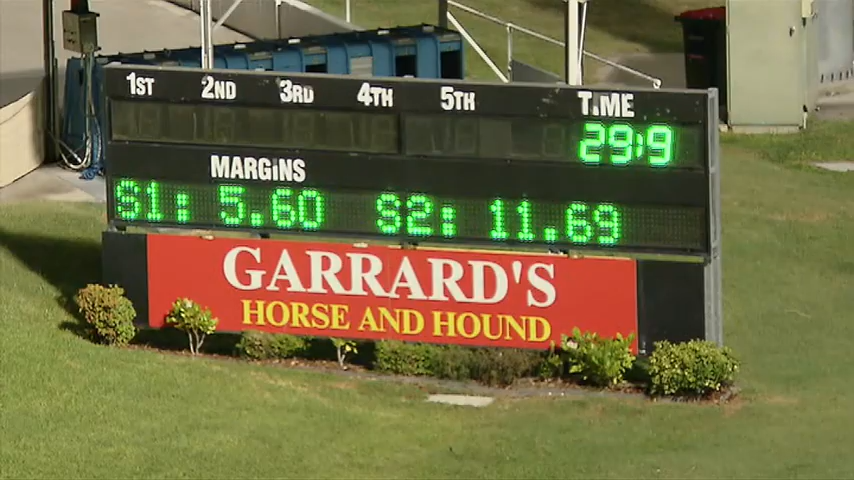 1ST 2ND 3RD 4TH 5TH TIME
29:9
MARGINS
S1: 5.60 S2: 11.69
GARRARD'S
HORSE AND HOUND